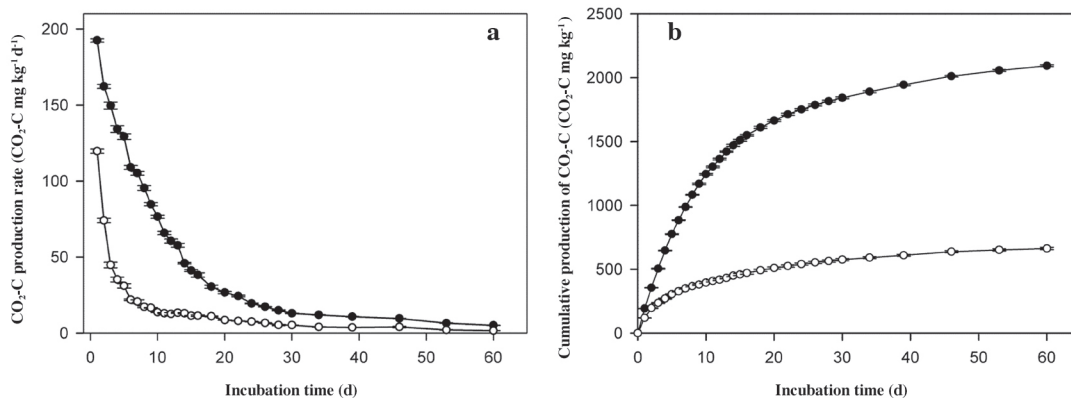 a
CO₂-C production rate (CO₂-C mg kg⁻¹d⁻¹)
200
150
100
50
0
0 10 20 30 40 50 60
Incubation time (d)
b
Cumulative production of CO₂-C (CO₂-C mg kg⁻¹)
2500
2000
1500
1000
500
0
0 10 20 30 40 50 60
Incubation time (d)